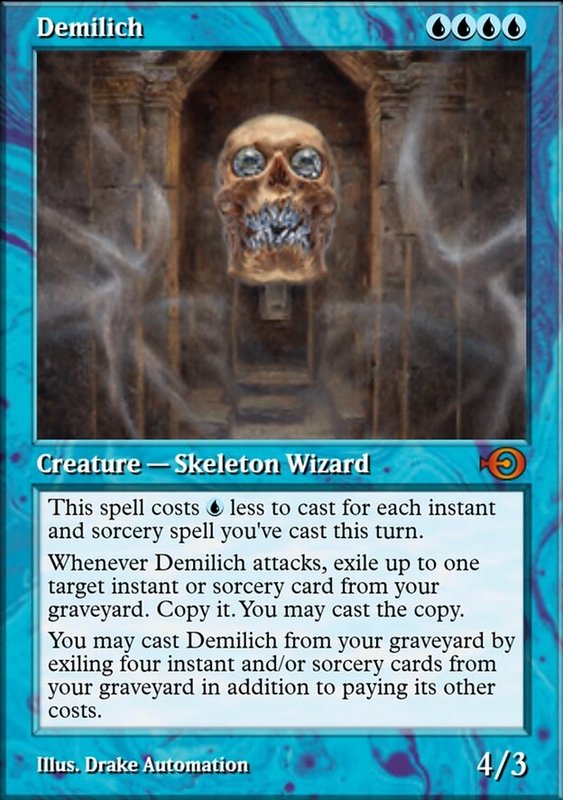 Demilich
Creature — Skeleton Wizard
This spell costs less to cast for each instant
and sorcery spell you've cast this turn.
Whenever Demilich attacks, exile up to one
target instant or sorcery card from your
graveyard. Copy it. You may cast the copy.
You may cast Demilich from your graveyard by
exiling four instant and/or sorcery cards from
your graveyard in addition to paying its other
costs.
Illus. Drake Automation
4/3